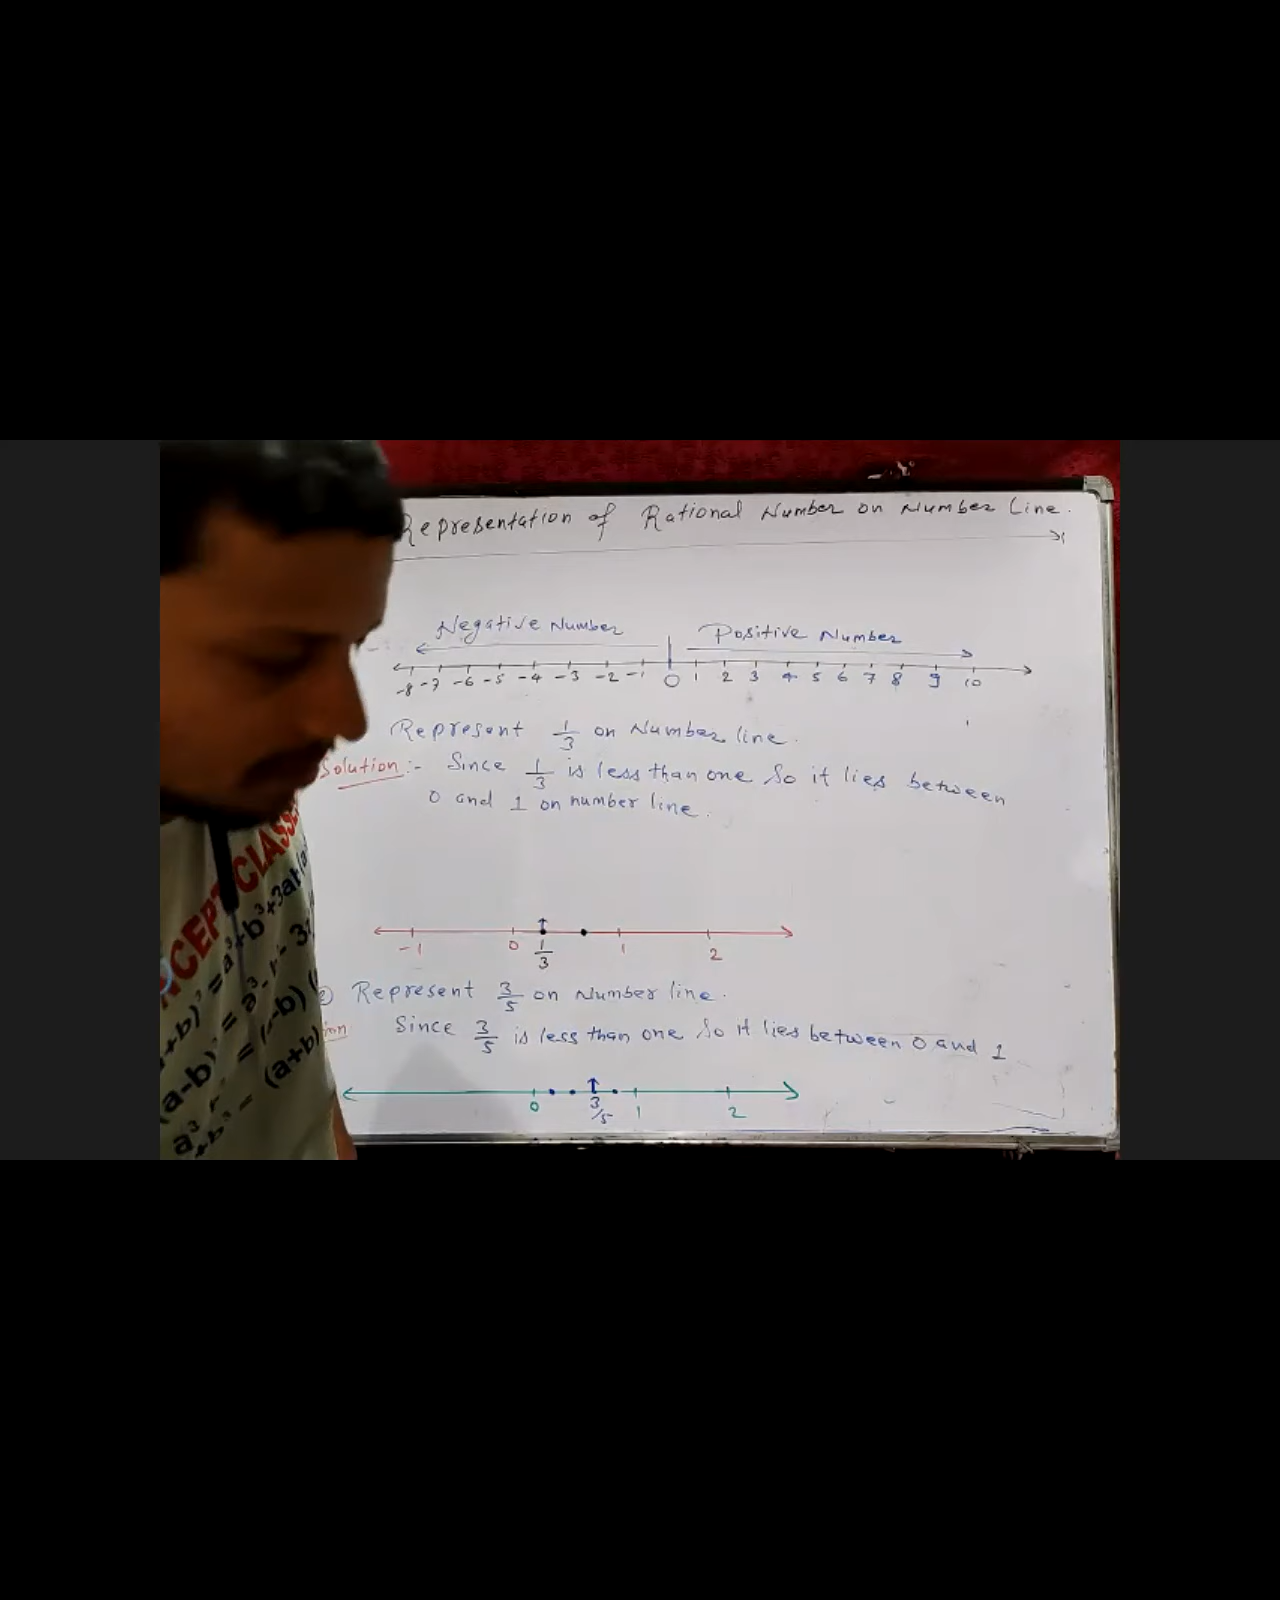 Representation of Rational Number on Number Line.
Negative Number Positive Number
-8 -7 -6 -5 -4 -3 -2 -1 0 1 2 3 4 5 6 7 8 9 10
Represent 1/3 on Number line.
Solution:- Since 1/3 is less than one So it lies between
0 and 1 on number line.
-1 0 1/3 1 2
Represent 3/5 on Number line.
Since 3/5 is less than one So it lies between 0 and 1
0 3/5 1 2